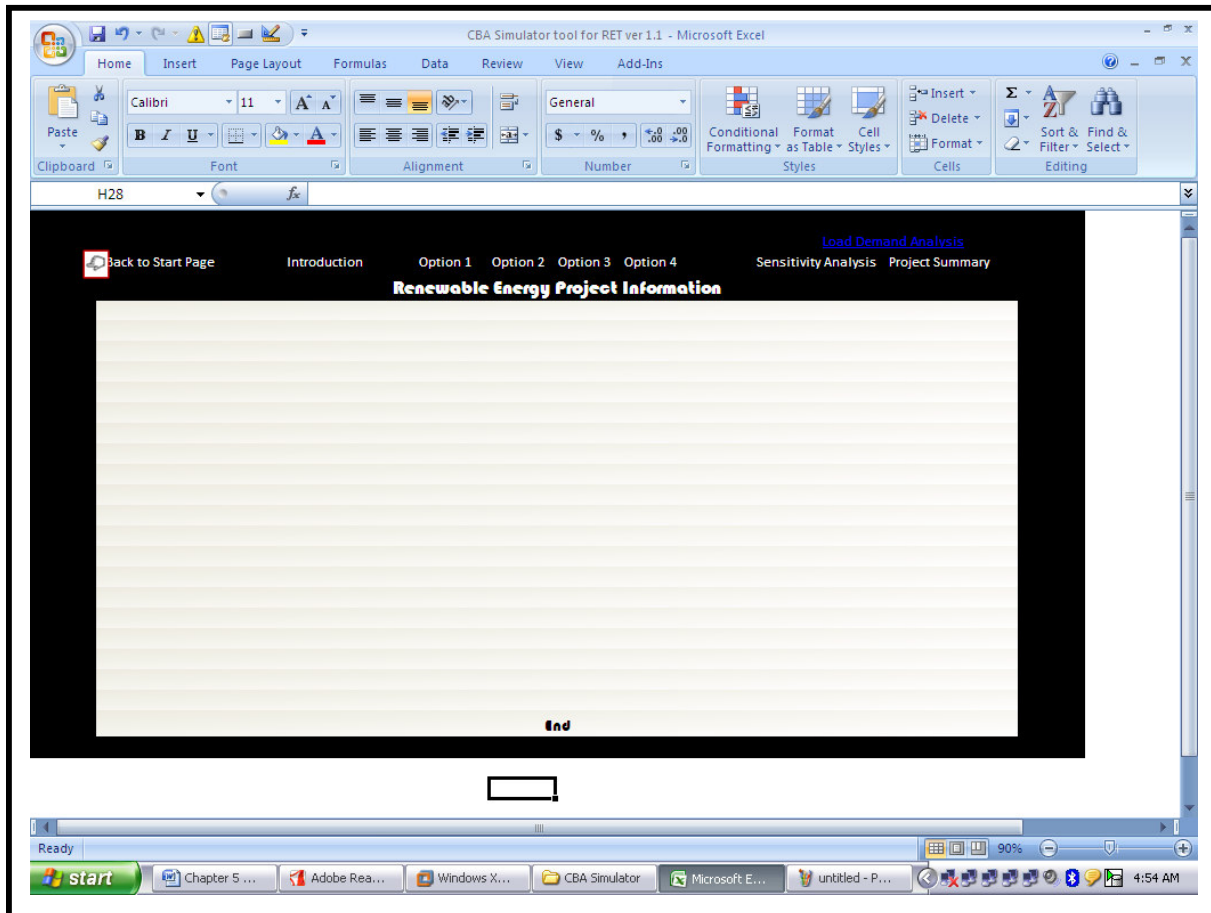 CBA Simulator tool for RET ver 1.1 - Microsoft Excel
Home Insert Page Layout Formulas Data Review View Add-Ins
Calibri 11 A A General Insert
Paste Delete
B I U A $ % , .0 .00 .00 .0 Conditional Formatting Format as Table Cell Styles Format Σ Sort & Filter Find & Select
Clipboard Font Alignment Number Styles Cells Editing
H28 fx
Load Demand Analysis
Back to Start Page Introduction Option 1 Option 2 Option 3 Option 4 Sensitivity Analysis Project Summary
Renewable Energy Project Information
End
Ready 90%
start Chapter 5 ... Adobe Rea... Windows X... CBA Simulator Microsoft E... untitled - P... 4:54 AM